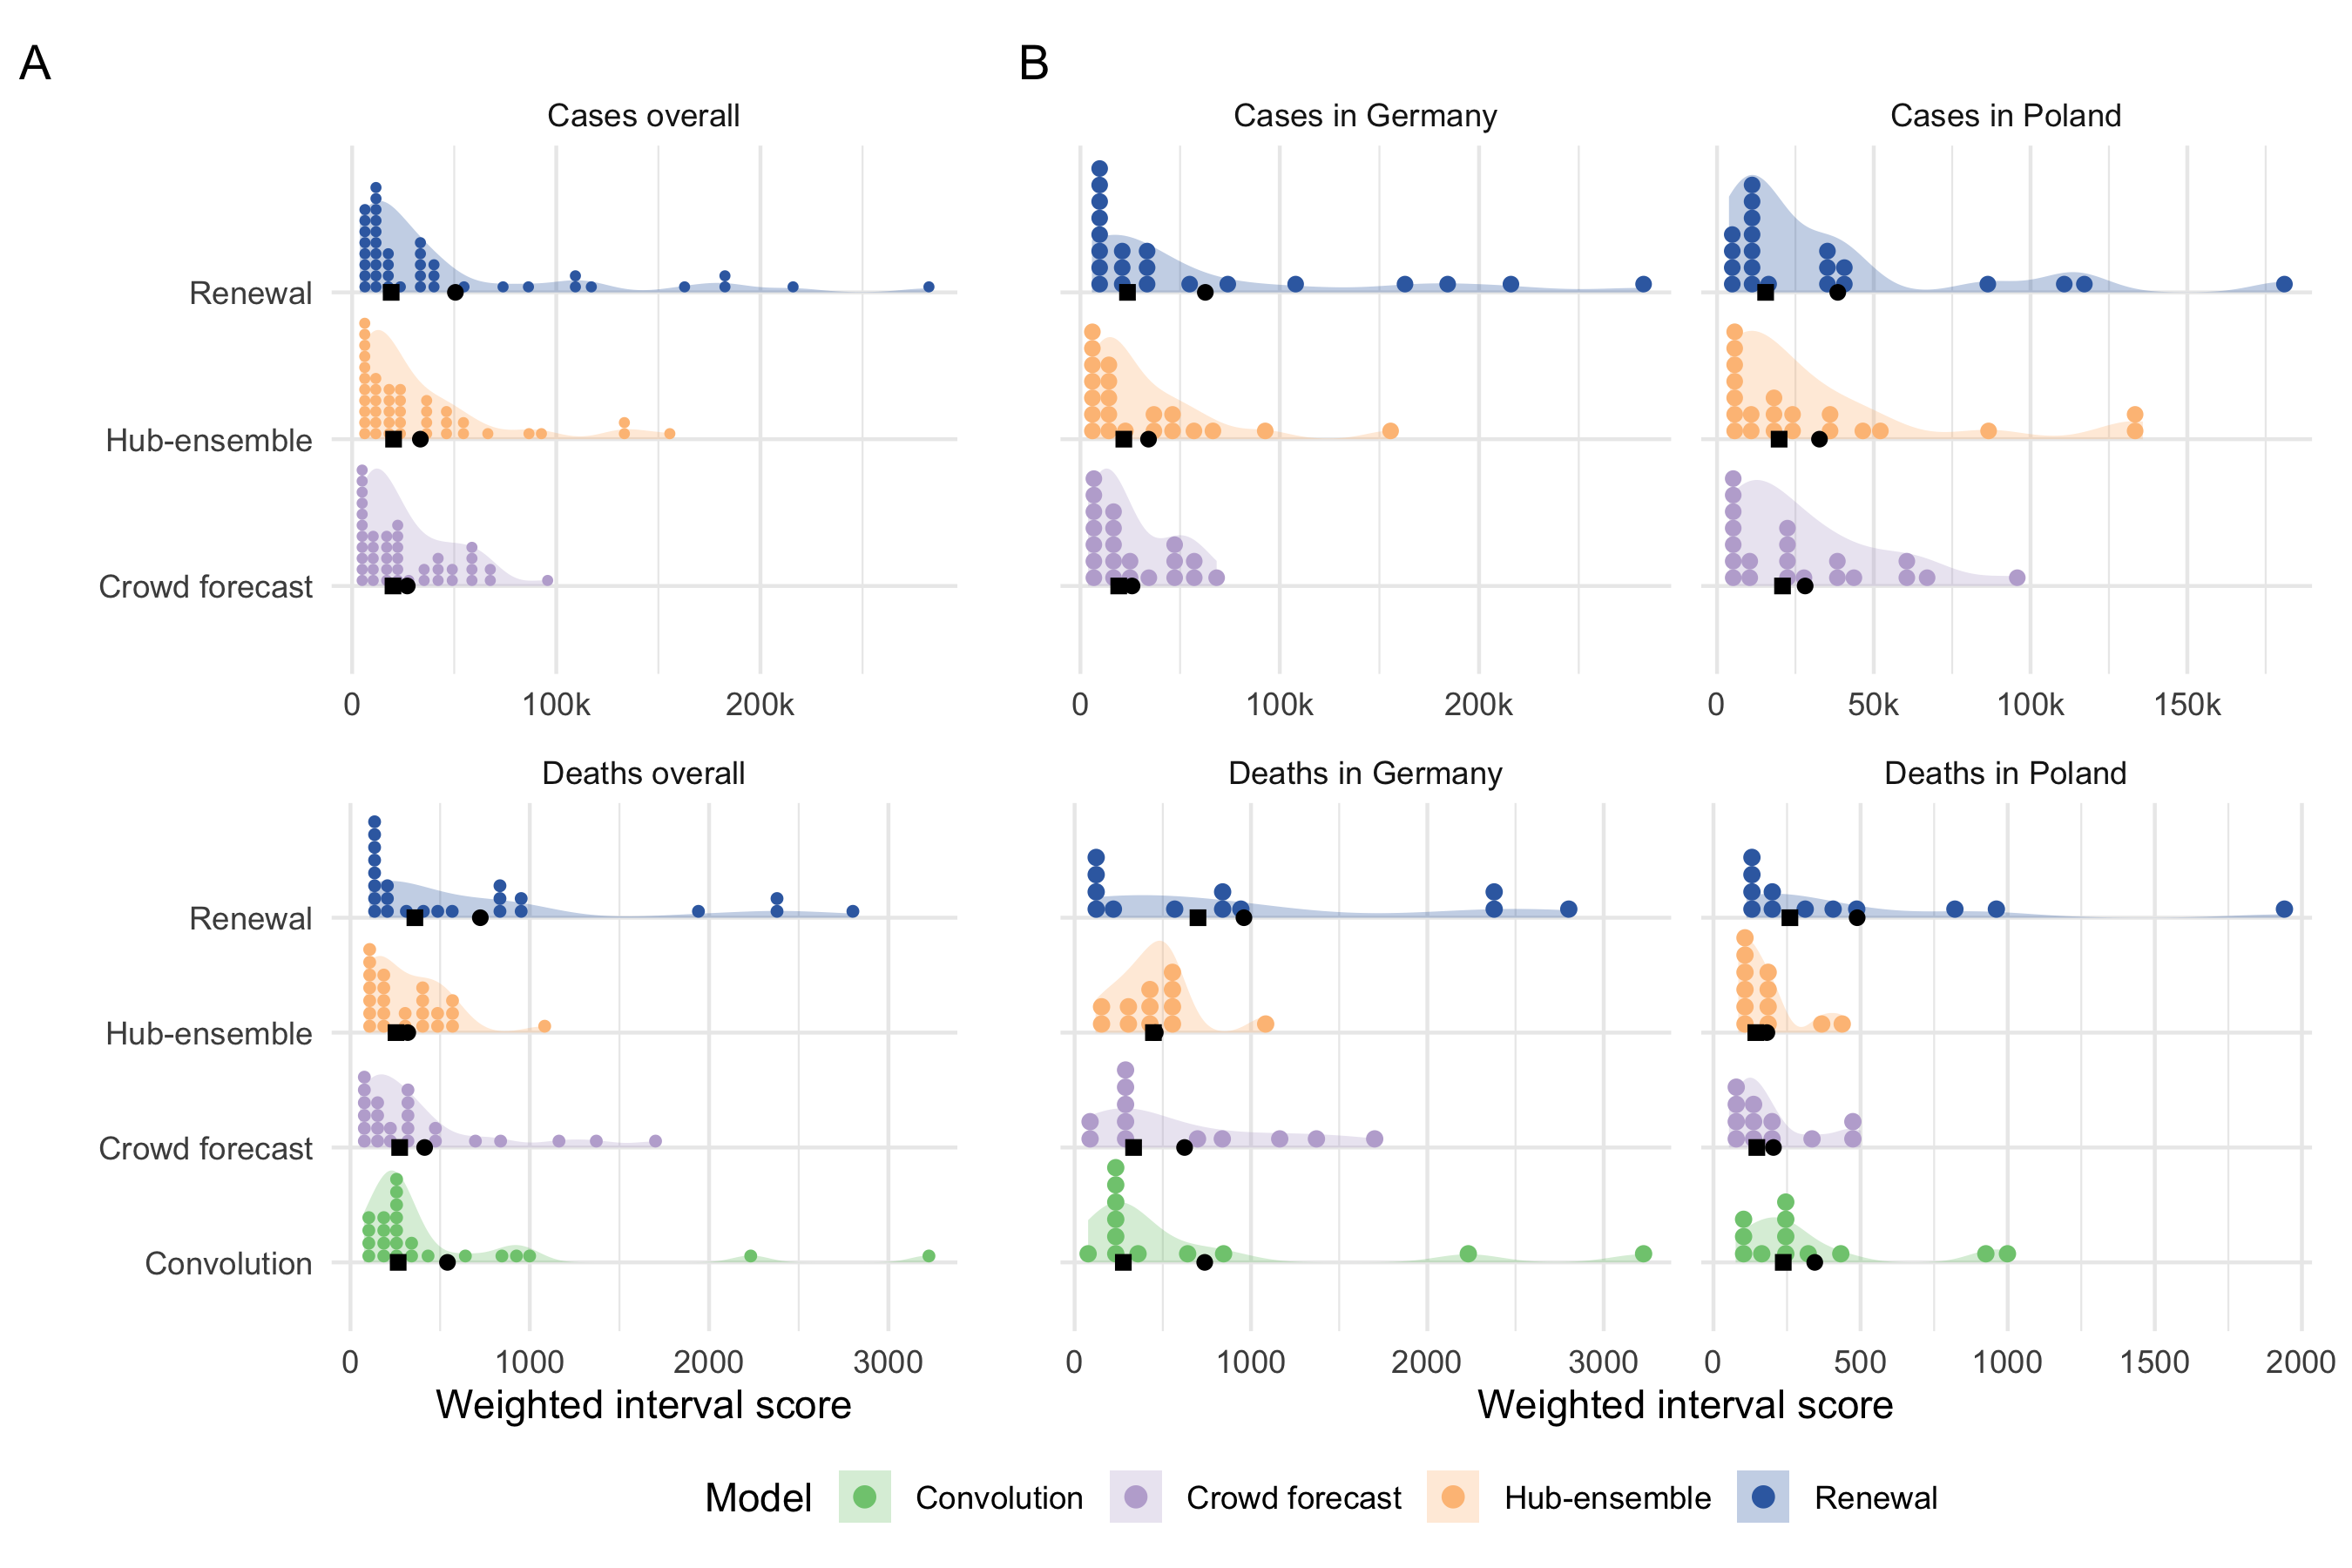 A
B
Cases overall
Cases in Germany
Cases in Poland
Renewal
Hub-ensemble
Crowd forecast
0 100k 200k
0 100k 200k
0 50k 100k 150k
Deaths overall
Deaths in Germany
Deaths in Poland
Renewal
Hub-ensemble
Crowd forecast
Convolution
0 1000 2000 3000
0 1000 2000 3000
0 500 1000 1500 2000
Weighted interval score
Weighted interval score
Model Convolution Crowd forecast Hub-ensemble Renewal